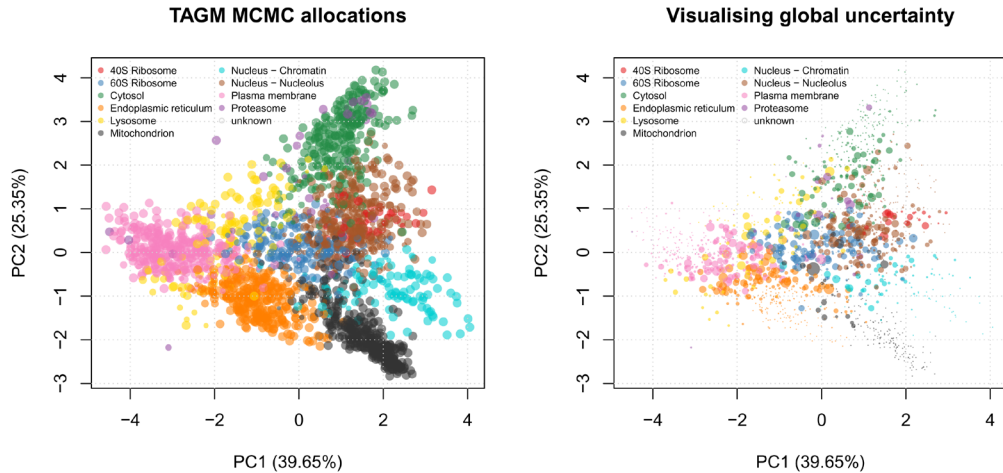 TAGM MCMC allocations
40S Ribosome
60S Ribosome
Cytosol
Endoplasmic reticulum
Lysosome
Mitochondrion
Nucleus − Chromatin
Nucleus − Nucleolus
Plasma membrane
Proteasome
unknown
PC2 (25.35%)
4
3
2
1
0
−1
−2
−3
−4
−2
0
2
4
PC1 (39.65%)
Visualising global uncertainty
40S Ribosome
60S Ribosome
Cytosol
Endoplasmic reticulum
Lysosome
Mitochondrion
Nucleus − Chromatin
Nucleus − Nucleolus
Plasma membrane
Proteasome
unknown
PC2 (25.35%)
4
3
2
1
0
−1
−2
−3
−4
−2
0
2
4
PC1 (39.65%)